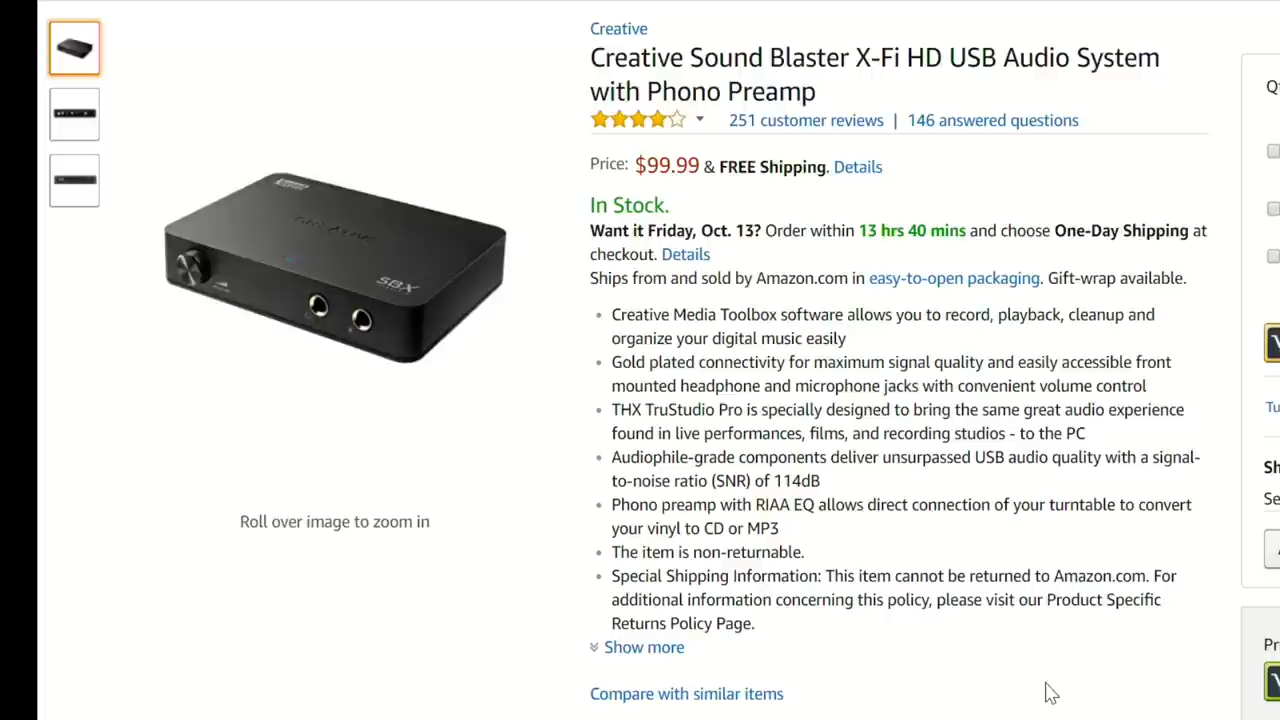 Creative
Creative Sound Blaster X-Fi HD USB Audio System
with Phono Preamp
251 customer reviews | 146 answered questions
Price: $99.99 & FREE Shipping. Details
In Stock.
Want it Friday, Oct. 13? Order within 13 hrs 40 mins and choose One-Day Shipping at
checkout. Details
Ships from and sold by Amazon.com in easy-to-open packaging. Gift-wrap available.
• Creative Media Toolbox software allows you to record, playback, cleanup and
organize your digital music easily
• Gold plated connectivity for maximum signal quality and easily accessible front
mounted headphone and microphone jacks with convenient volume control
• THX TruStudio Pro is specially designed to bring the same great audio experience
found in live performances, films, and recording studios - to the PC
• Audiophile-grade components deliver unsurpassed USB audio quality with a signal-
to-noise ratio (SNR) of 114dB
• Phono preamp with RIAA EQ allows direct connection of your turntable to convert
your vinyl to CD or MP3
• The item is non-returnable.
• Special Shipping Information: This item cannot be returned to Amazon.com. For
additional information concerning this policy, please visit our Product Specific
Returns Policy Page.
Show more
Compare with similar items
SBX
Roll over image to zoom in